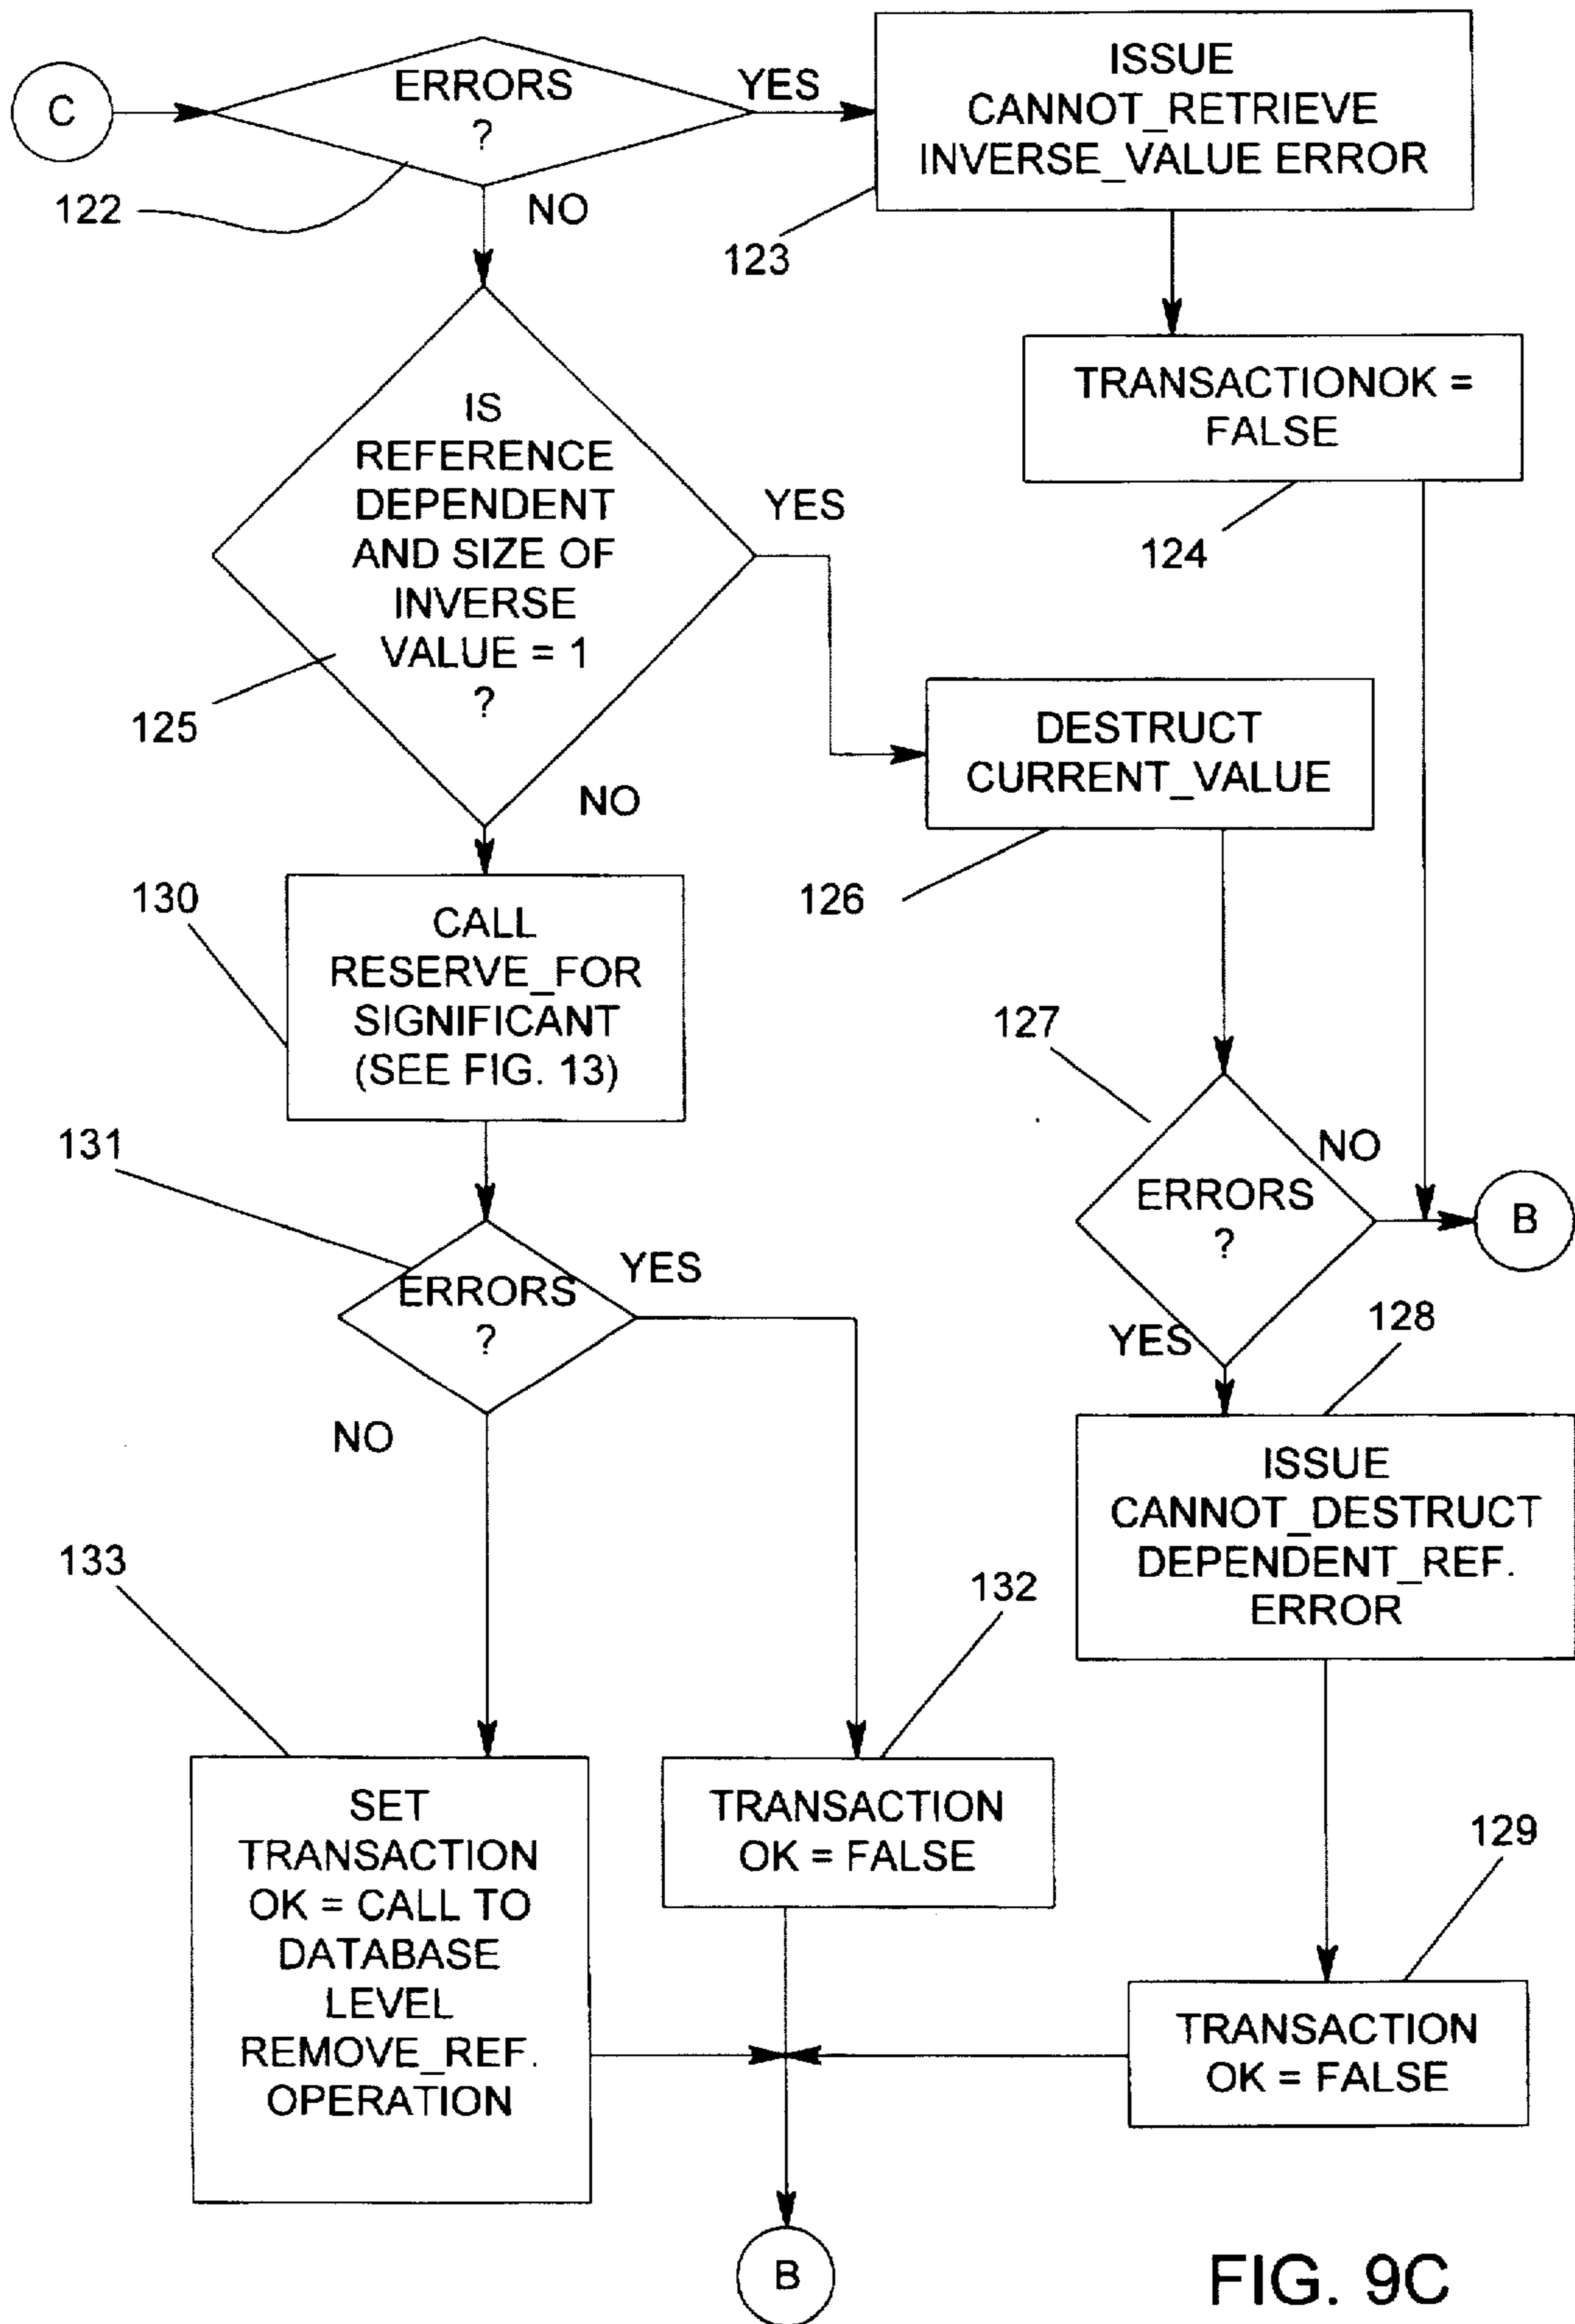 C
ERRORS
?
YES
NO
122
ISSUE
CANNOT_RETRIEVE
INVERSE_VALUE ERROR
123
TRANSACTIONOK =
FALSE
124
IS
REFERENCE
DEPENDENT
AND SIZE OF
INVERSE
VALUE = 1
?
YES
NO
125
DESTRUCT
CURRENT_VALUE
126
130
CALL
RESERVE_FOR
SIGNIFICANT
(SEE FIG. 13)
127
ERRORS
?
NO
B
YES
131
ERRORS
?
YES
NO
128
ISSUE
CANNOT_DESTRUCT
DEPENDENT_REF.
ERROR
133
SET
TRANSACTION
OK = CALL TO
DATABASE
LEVEL
REMOVE_REF.
OPERATION
132
TRANSACTION
OK = FALSE
129
TRANSACTION
OK = FALSE
B
FIG. 9C